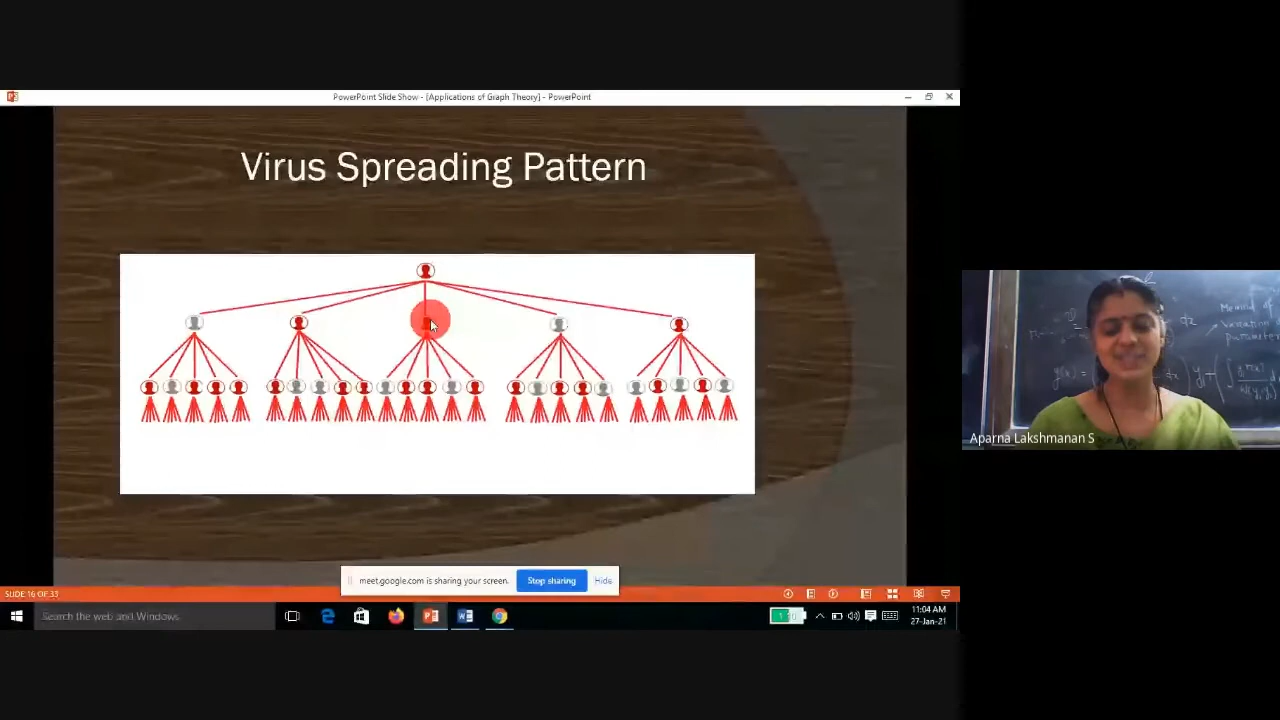 PowerPoint Slide Show - [Applications of Graph Theory] - PowerPoint
Virus Spreading Pattern
Aparna Lakshmanan S
meet.google.com is sharing your screen.
Stop sharing
Hide
SLIDE 16 OF 33
Search the web and Windows
11:04 AM
27-Jan-21